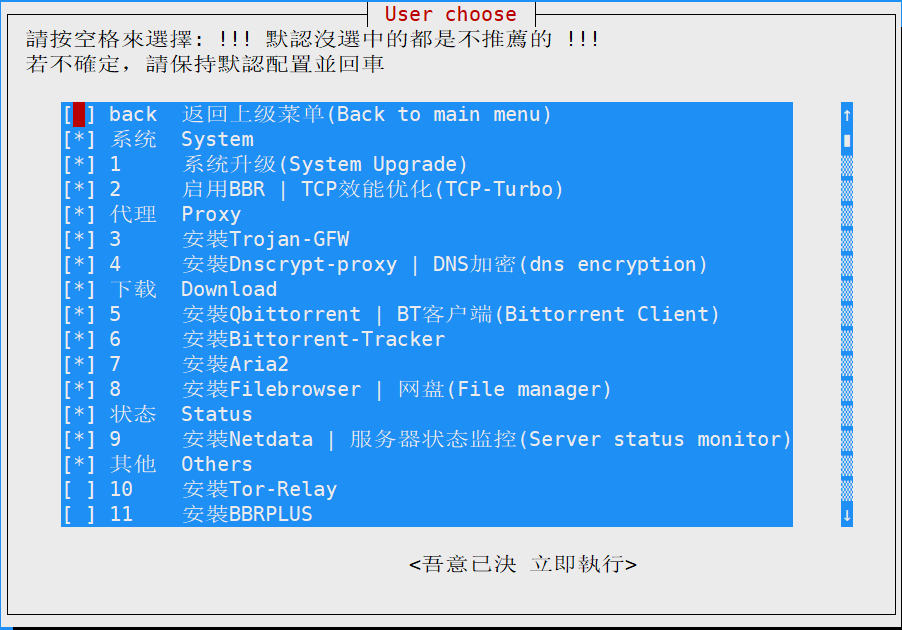 User choose
請按空格來選擇: !!! 默認沒選中的都是不推薦的 !!!
若不確定，請保持默認配置並回車
[ ] back 返回上级菜单(Back to main menu)
[*] 系统 System
[*] 1 系统升级(System Upgrade)
[*] 2 启用BBR | TCP效能优化(TCP-Turbo)
[*] 代理 Proxy
[*] 3 安裝Trojan-GFW
[*] 4 安裝Dnscrypt-proxy | DNS加密(dns encryption)
[*] 下载 Download
[*] 5 安裝Qbittorrent | BT客户端(Bittorrent Client)
[*] 6 安裝Bittorrent-Tracker
[*] 7 安裝Aria2
[*] 8 安裝Filebrowser | 网盘(File manager)
[*] 状态 Status
[*] 9 安裝Netdata | 服务器状态监控(Server status monitor)
[*] 其他 Others
[ ] 10 安裝Tor-Relay
[ ] 11 安裝BBRPLUS
<吾意已決 立即執行>